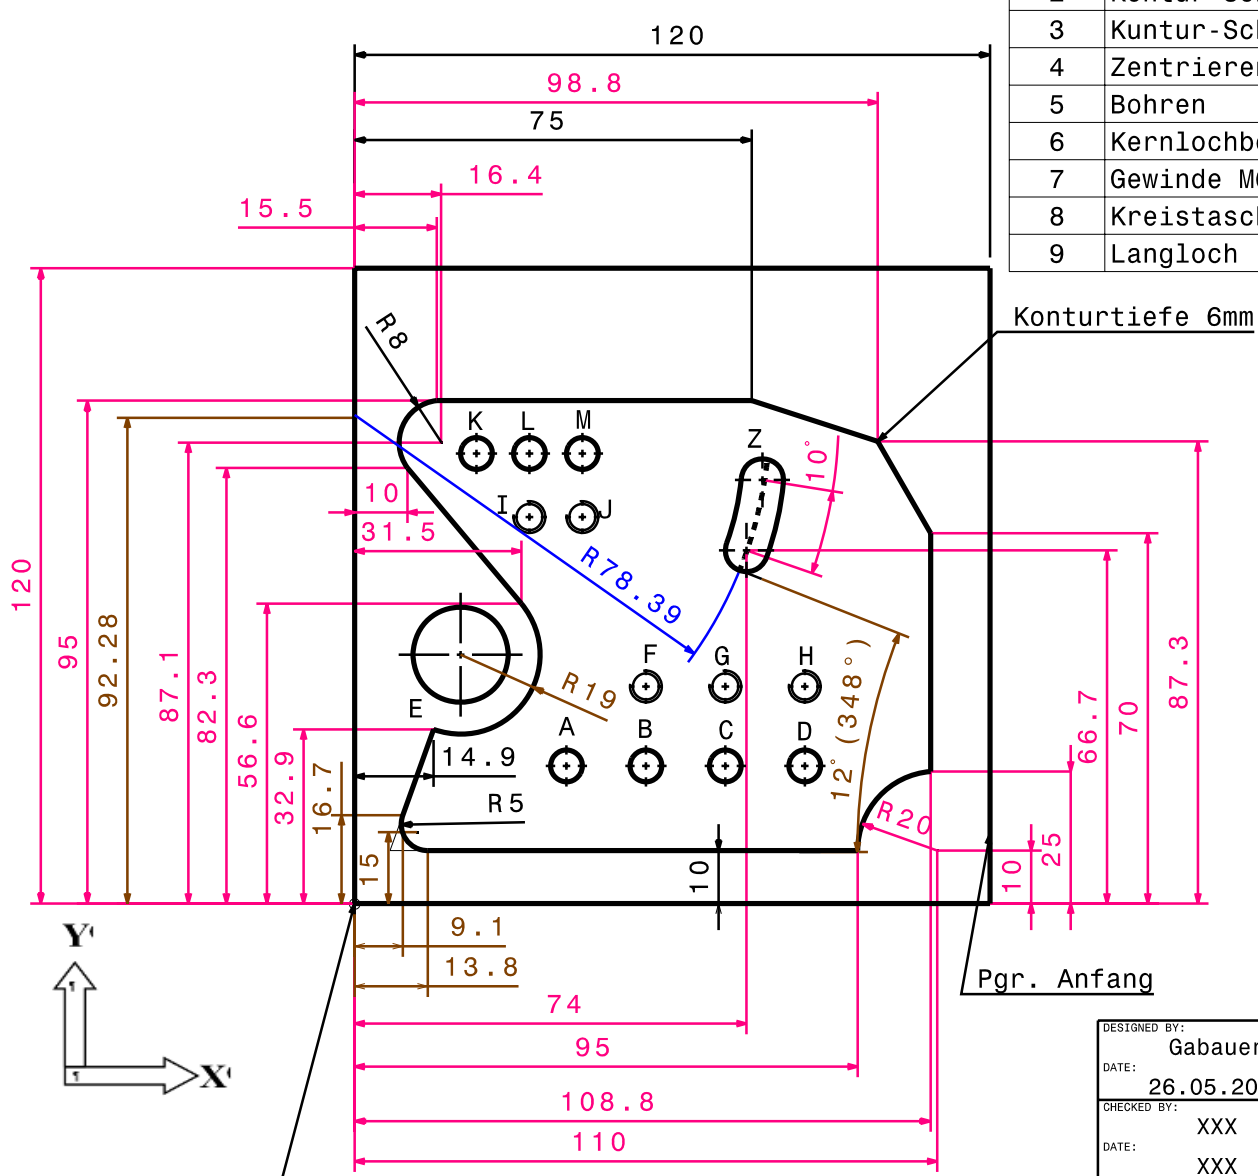 120
3 Kuntur-Sc
98.8
4 Zentriere
75
5 Bohren
6 Kernlochb
16.4
7 Gewinde M
15.5
8 Kreistasc
9 Langloch
Konturtiefe 6mm
R8
K L M
Z
10°
10
I J
31.5
R78.39
120
95
92.28
87.1
82.3
56.6
32.9
16.7
15
F G H
R19
E
A B C D
14.9
R5
12° (348°)
R20
10
10
25
66.7
70
87.3
9.1
Y
13.8
Pgr. Anfang
74
95
X
108.8
110
DESIGNED BY:
Gabauer
DATE:
26.05.20
CHECKED BY:
XXX
DATE:
XXX